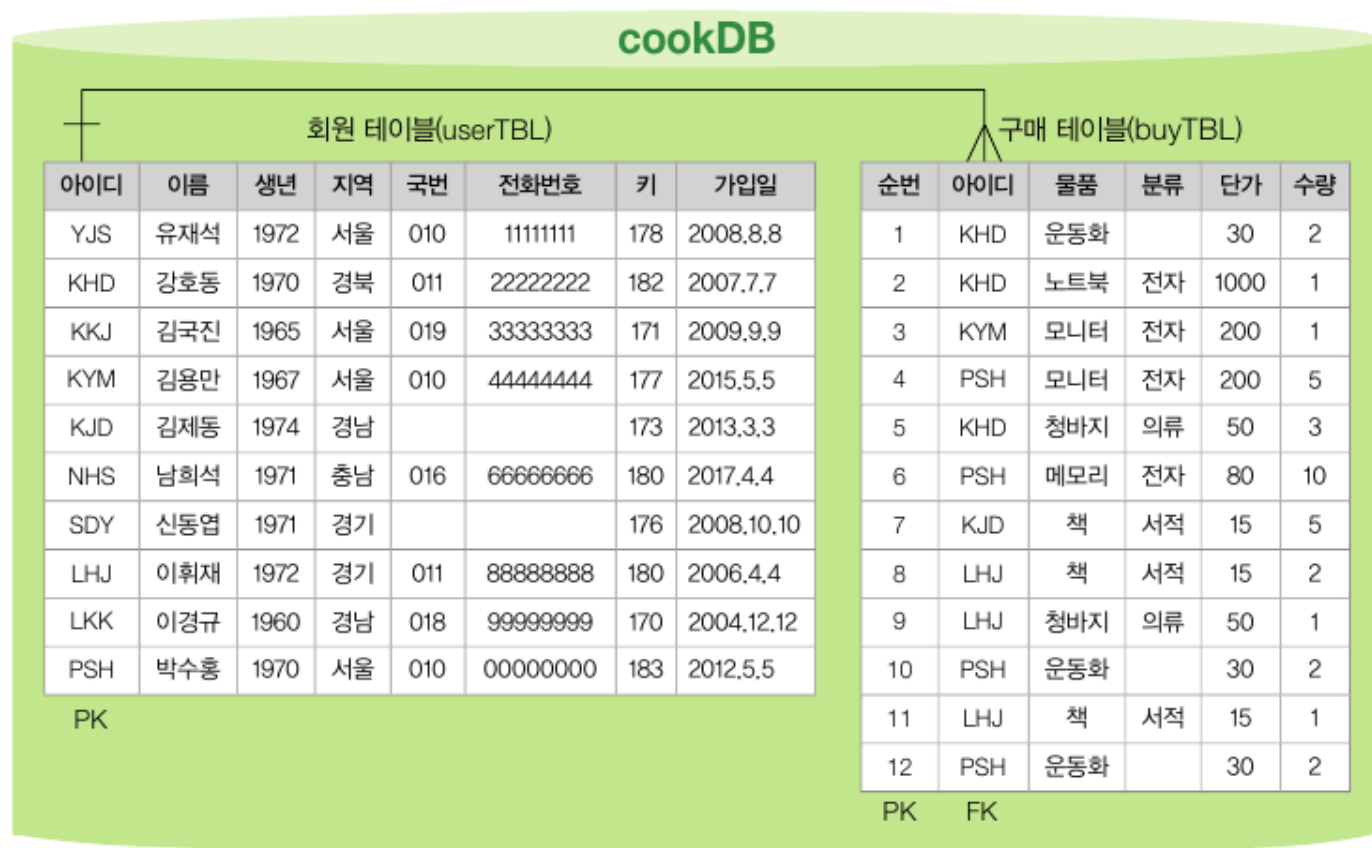 cookDB
회원 테이블(userTBL)
아이디 이름 생년 지역 국번 전화번호 키 가입일
YJS 유재석 1972 서울 010 11111111 178 2008.8.8
KHD 강호동 1970 경북 011 22222222 182 2007.7.7
KKJ 김국진 1965 서울 019 33333333 171 2009.9.9
KYM 김용만 1967 서울 010 44444444 177 2015.5.5
KJD 김제동 1974 경남 173 2013.3.3
NHS 남희석 1971 충남 016 66666666 180 2017.4.4
SDY 신동엽 1971 경기 176 2008.10.10
LHJ 이휘재 1972 경기 011 88888888 180 2006.4.4
LKK 이경규 1960 경남 018 99999999 170 2004.12.12
PSH 박수홍 1970 서울 010 00000000 183 2012.5.5
PK
구매 테이블(buyTBL)
순번 아이디 물품 분류 단가 수량
1 KHD 운동화 30 2
2 KHD 노트북 전자 1000 1
3 KYM 모니터 전자 200 1
4 PSH 모니터 전자 200 5
5 KHD 청바지 의류 50 3
6 PSH 메모리 전자 80 10
7 KJD 책 서적 15 5
8 LHJ 책 서적 15 2
9 LHJ 청바지 의류 50 1
10 PSH 운동화 30 2
11 LHJ 책 서적 15 1
12 PSH 운동화 30 2
PK FK